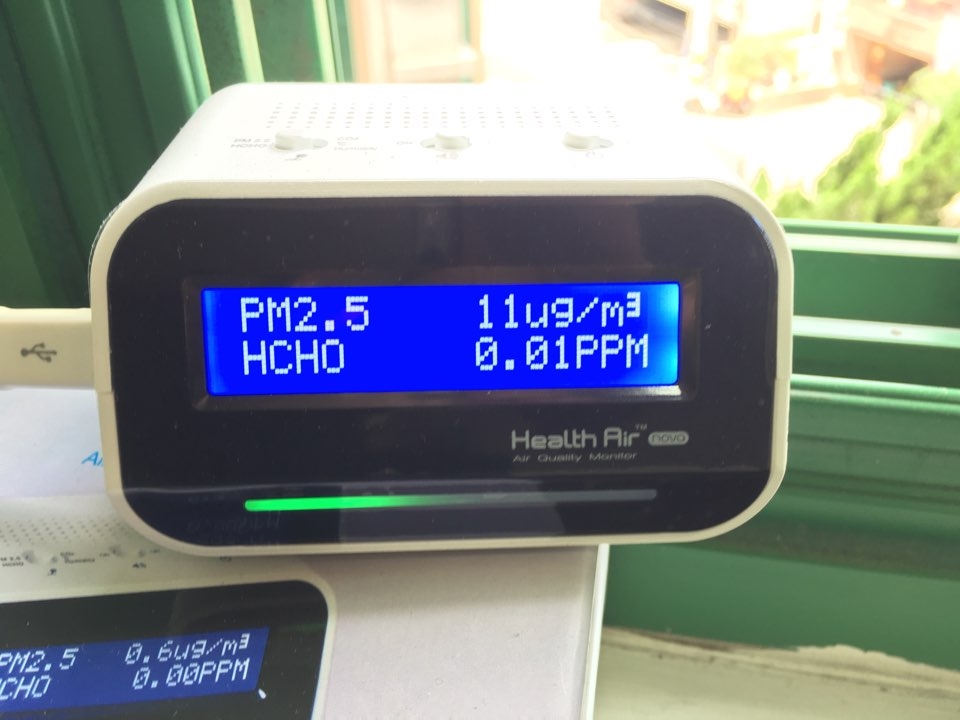 PM2.5 11ug/m³
HCHO 0.01PPM
Health Air™ novo
Air Quality Monitor
PM2.5 0.6ug/m³
HCHO 0.00PPM